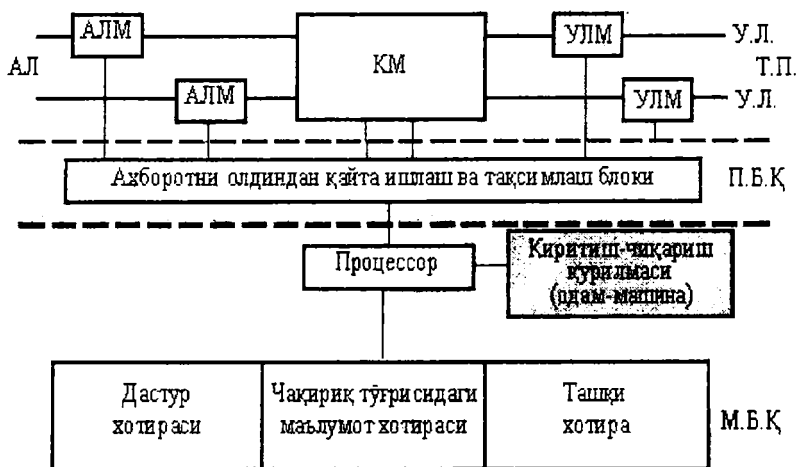 АЛМ
КМ
УЛМ
У.Л.
АЛ
Т.П.
АЛМ
УЛМ
У.Л.
Ахборотни олдиндан қайта ишлаш ва тақсимлаш блоки
П.Б.Қ
Процессор
Киритиш-чиқариш
қурилмаси
(одам-машина)
Дастур
хотираси
Чақириқ тўғрисидаги
маълумот хотираси
Ташқи
хотира
М.Б.Қ